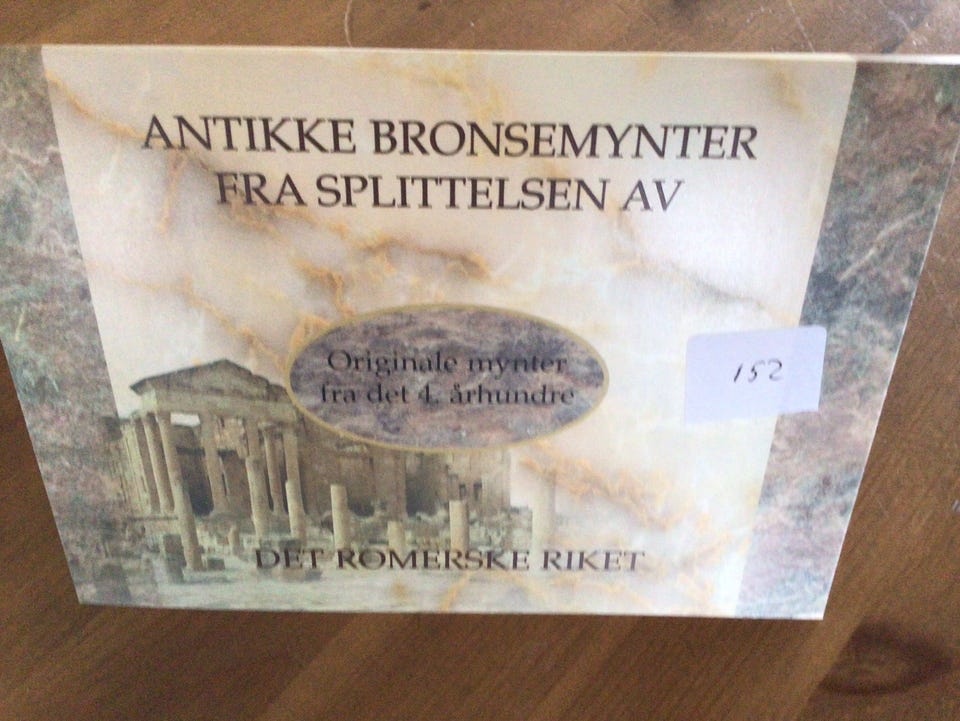 ANTIKKE BRONSEMYNTER
FRA SPLITTELSEN AV
Originale mynter
fra det 4. århundre
152
DET ROMERSKE RIKET